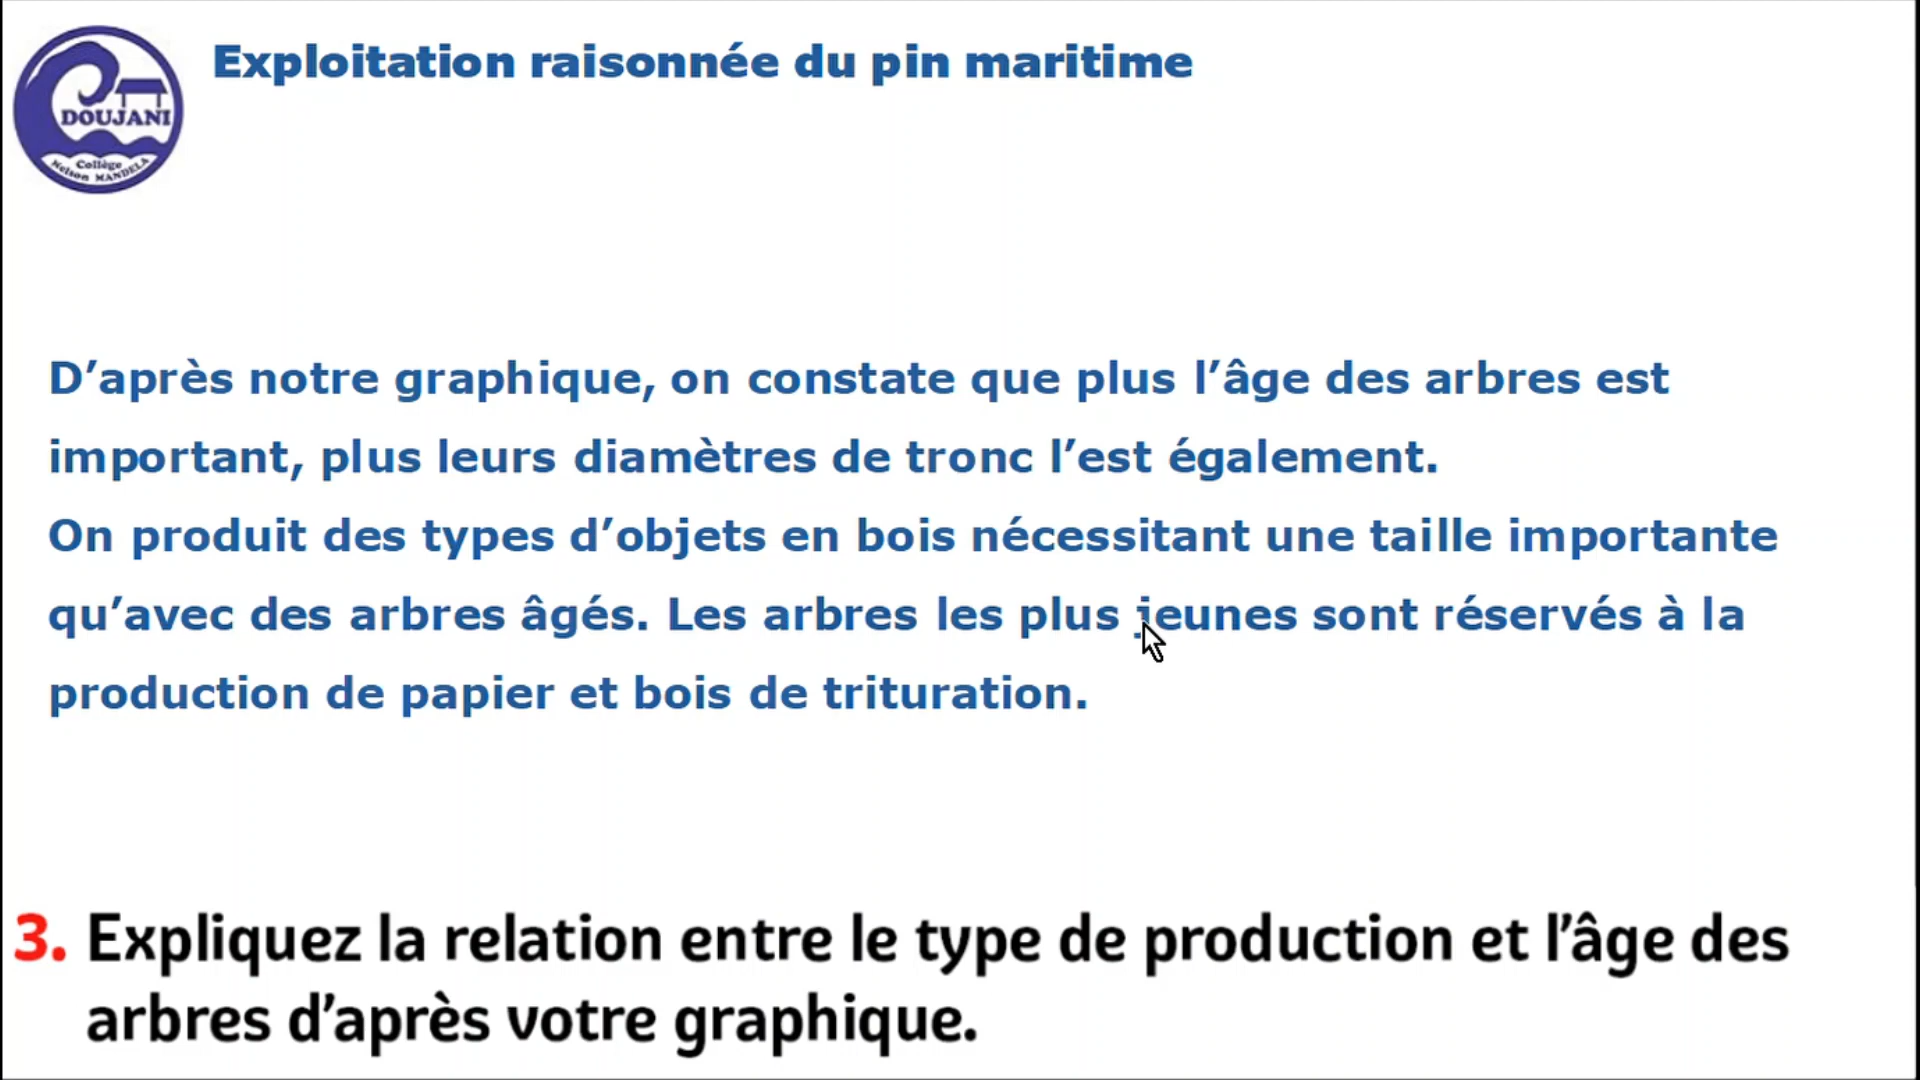 Exploitation raisonnée du pin maritime
DOUJANI
Collège
Nelson MANDELA
D’après notre graphique, on constate que plus l’âge des arbres est
important, plus leurs diamètres de tronc l’est également.
On produit des types d’objets en bois nécessitant une taille importante
qu’avec des arbres âgés. Les arbres les plus jeunes sont réservés à la
production de papier et bois de trituration.
3. Expliquez la relation entre le type de production et l’âge des
arbres d’après votre graphique.